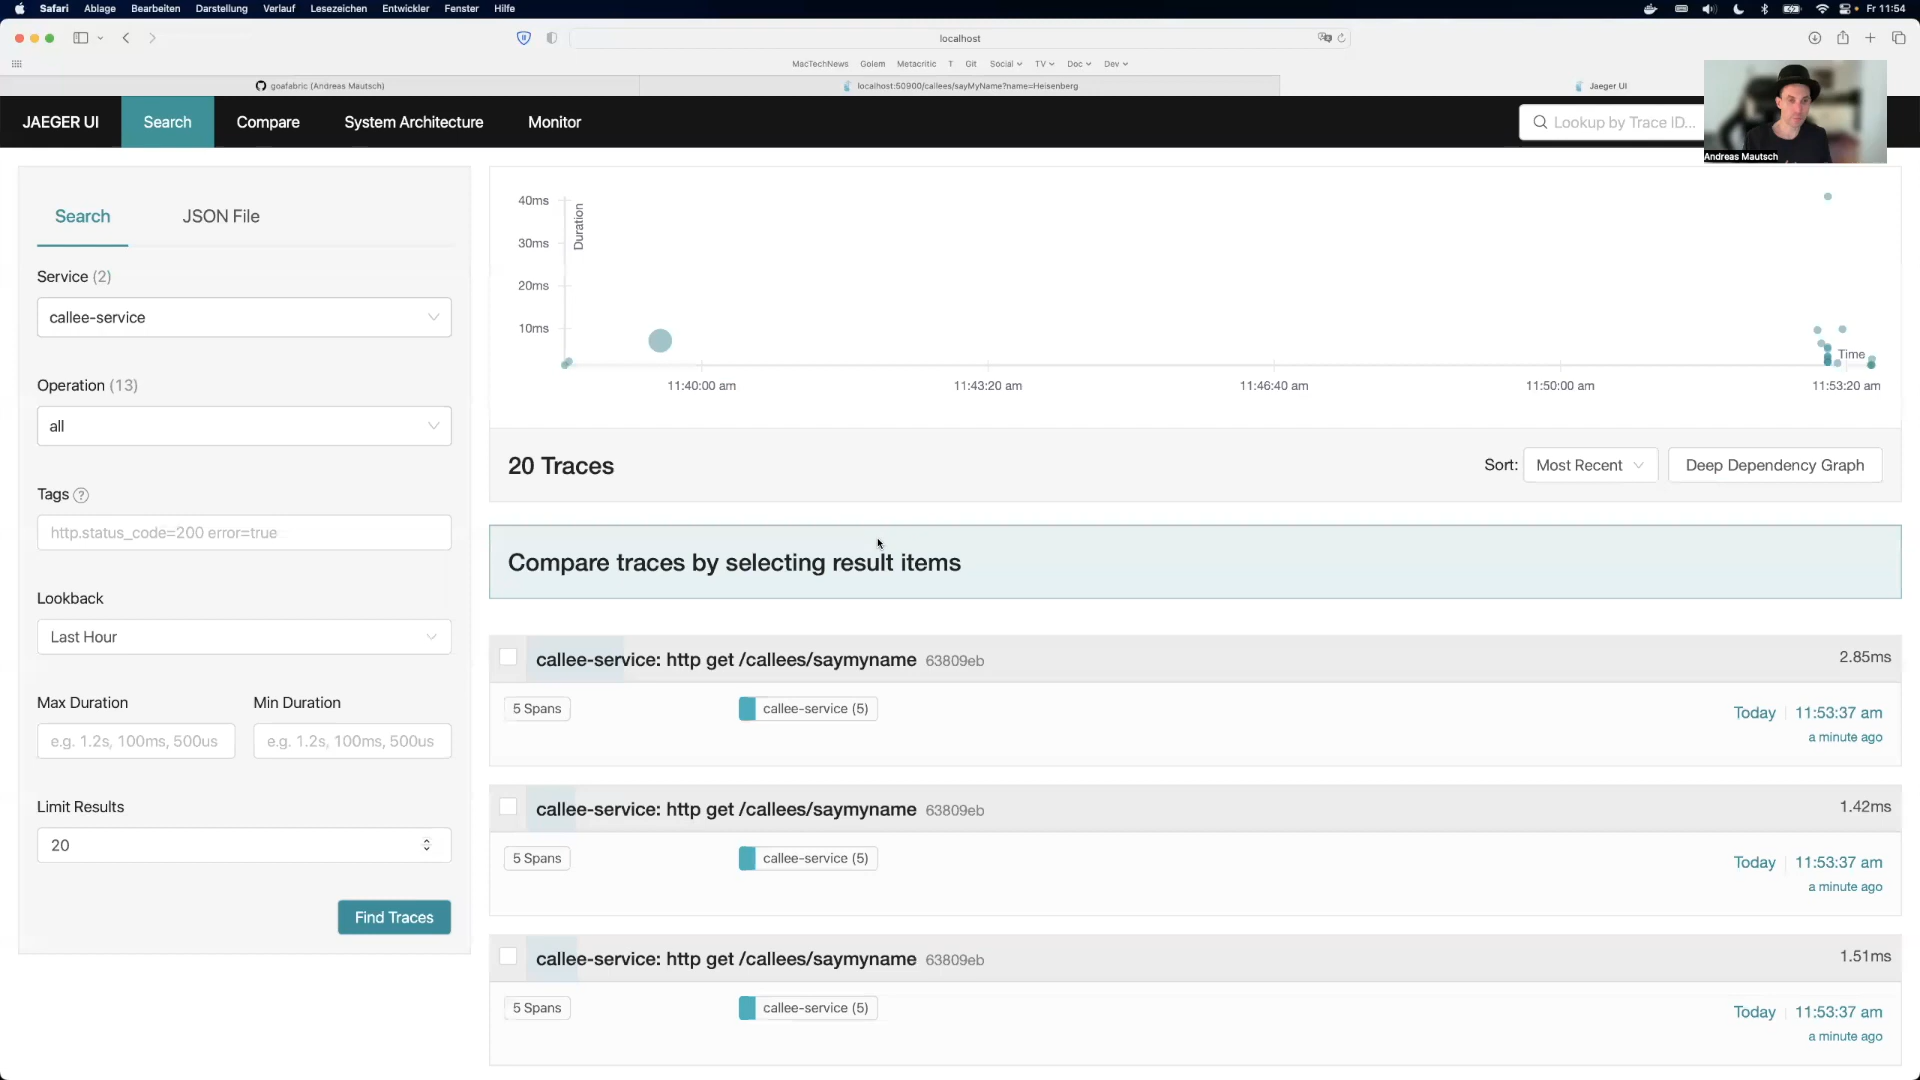 Safari Ablage Bearbeiten Darstellung Verlauf Lesezeichen Entwickler Fenster Hilfe Fr 11:54
localhost
MacTechNews Golem Metacritic T Git Social TV Doc Dev
goafabric (Andreas Mautsch) localhost:50900/callees/sayMyName?name=Heisenberg Jaeger UI
JAEGER UI Search Compare System Architecture Monitor Lookup by Trace ID...
Andreas Mautsch
Search JSON File
Service (2)
callee-service
Operation (13)
all
Tags ?
http.status_code=200 error=true
Lookback
Last Hour
Max Duration Min Duration
e.g. 1.2s, 100ms, 500us e.g. 1.2s, 100ms, 500us
Limit Results
20
Find Traces
Duration
40ms
30ms
20ms
10ms
Time
11:40:00 am 11:43:20 am 11:46:40 am 11:50:00 am 11:53:20 am
20 Traces Sort: Most Recent Deep Dependency Graph
Compare traces by selecting result items
callee-service: http get /callees/saymyname 63809eb 2.85ms
5 Spans callee-service (5) Today 11:53:37 am
a minute ago
callee-service: http get /callees/saymyname 63809eb 1.42ms
5 Spans callee-service (5) Today 11:53:37 am
a minute ago
callee-service: http get /callees/saymyname 63809eb 1.51ms
5 Spans callee-service (5) Today 11:53:37 am
a minute ago